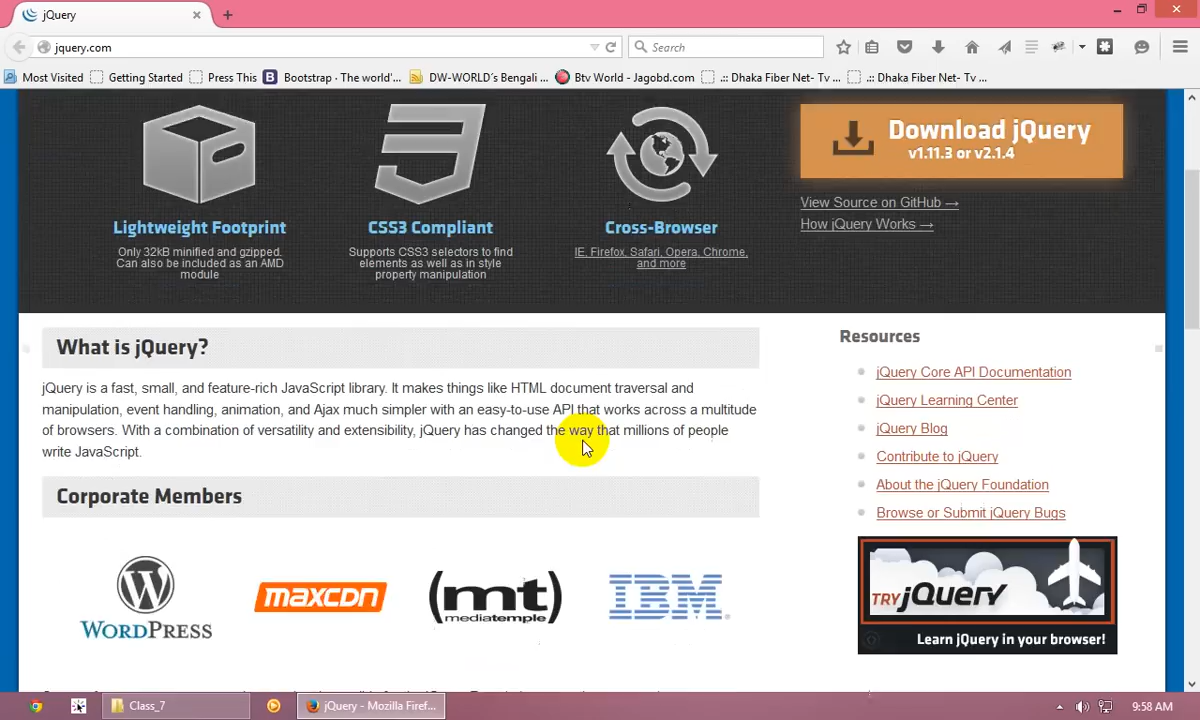 jQuery
jquery.com
Search
Most Visited
Getting Started
Press This
Bootstrap · The world'...
DW-WORLD´s Bengali ...
Btv World - Jagobd.com
.:: Dhaka Fiber Net- Tv ...
.:: Dhaka Fiber Net- Tv ...
Lightweight Footprint
Only 32kB minified and gzipped.
Can also be included as an AMD
module
CSS3 Compliant
Supports CSS3 selectors to find
elements as well as in style
property manipulation
Cross-Browser
IE, Firefox, Safari, Opera, Chrome,
and more
Download jQuery
v1.11.3 or v2.1.4
View Source on GitHub →
How jQuery Works →
What is jQuery?
jQuery is a fast, small, and feature-rich JavaScript library. It makes things like HTML document traversal and
manipulation, event handling, animation, and Ajax much simpler with an easy-to-use API that works across a multitude
of browsers. With a combination of versatility and extensibility, jQuery has changed the way that millions of people
write JavaScript.
Corporate Members
WORDPRESS
maxcdn
(mt)
mediatemple
IBM
Resources
jQuery Core API Documentation
jQuery Learning Center
jQuery Blog
Contribute to jQuery
About the jQuery Foundation
Browse or Submit jQuery Bugs
TRY jQuery
Learn jQuery in your browser!
Class_7
jQuery - Mozilla Firef...
9:58 AM